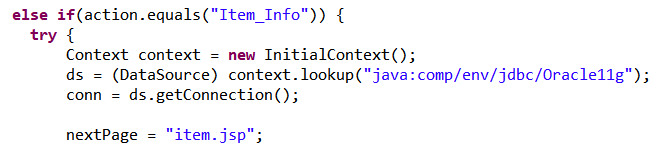 else if(action.equals("Item_Info")) {
try {
Context context = new InitialContext();
ds = (DataSource) context.lookup("java:comp/env/jdbc/Oracle11g");
conn = ds.getConnection();
nextPage = "item.jsp";